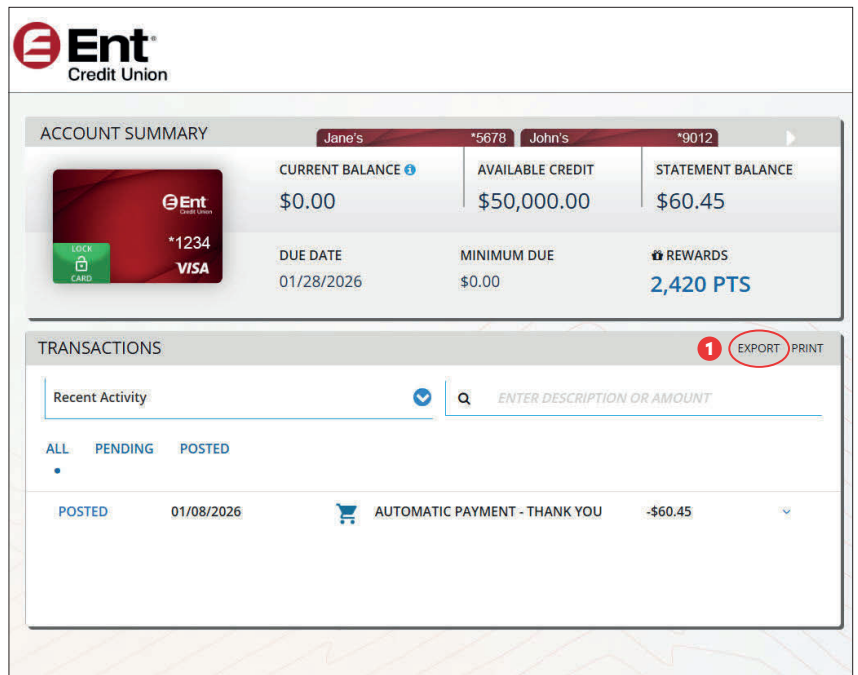 Ent
Credit Union
ACCOUNT SUMMARY
Jane's *5678 John's *9012
CURRENT BALANCE AVAILABLE CREDIT STATEMENT BALANCE
$0.00 $50,000.00 $60.45
Ent
Credit Union
*1234
LOCK
CARD
VISA
DUE DATE MINIMUM DUE REWARDS
01/28/2026 $0.00 2,420 PTS
TRANSACTIONS 1 EXPORT PRINT
Recent Activity ENTER DESCRIPTION OR AMOUNT
ALL PENDING POSTED
POSTED 01/08/2026 AUTOMATIC PAYMENT - THANK YOU -$60.45